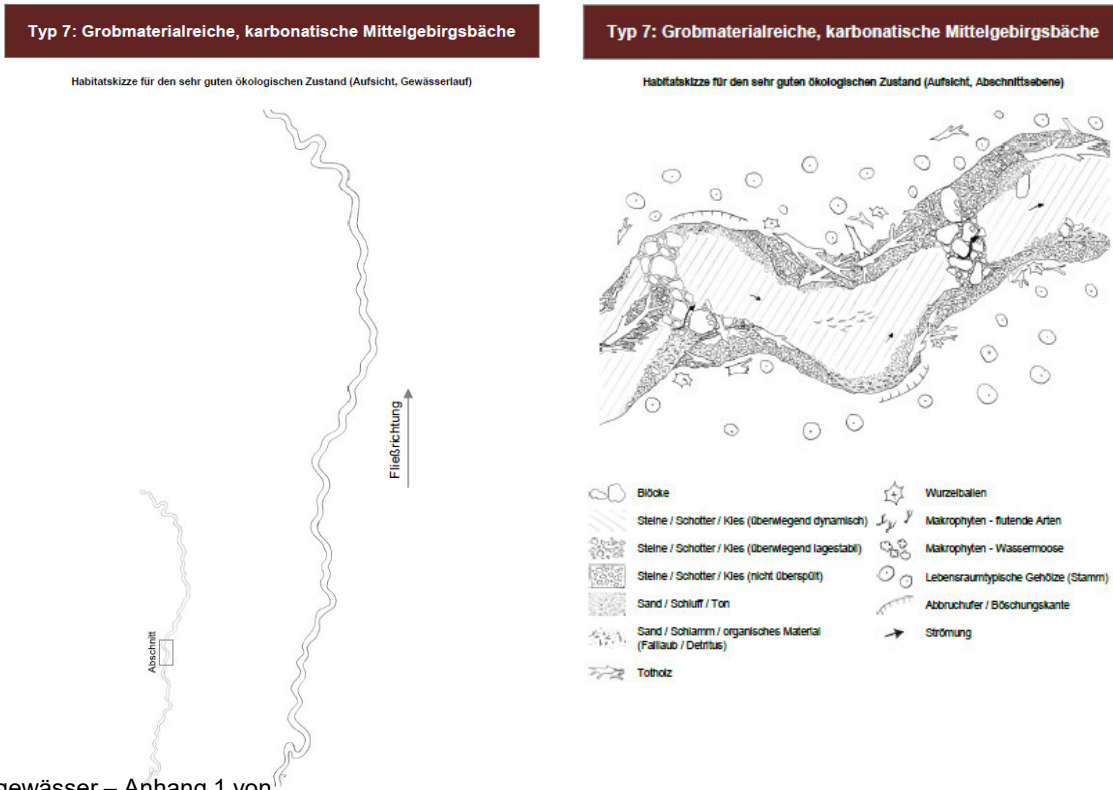 Typ 7: Grobmaterialreiche, karbonatische Mittelgebirgsbäche
Habitatskizze für den sehr guten ökologischen Zustand (Aufsicht, Gewässerlauf)
Fließrichtung
Abschnitt
gewässer – Anhang 1 von
Typ 7: Grobmaterialreiche, karbonatische Mittelgebirgsbäche
Habitatskizze für den sehr guten ökologischen Zustand (Aufsicht, Abschnittsebene)
Blöcke
Steine / Schotter / Kies (überwiegend dynamisch)
Steine / Schotter / Kies (überwiegend lagestabil)
Steine / Schotter / Kies (nicht überspült)
Sand / Schluff / Ton
Sand / Schlamm / organisches Material
(Falllaub / Detritus)
Totholz
Wurzelballen
Makrophyten - flutende Arten
Makrophyten - Wassermoose
Lebensraumtypische Gehölze (Stamm)
Abbruchufer / Böschungskante
Strömung